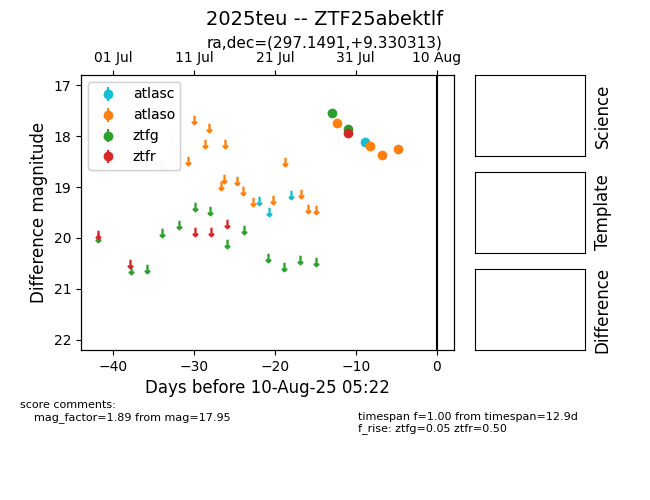 2025teu -- ZTF25abektlf
ra,dec=(297.1491,+9.330313)
01 Jul
11 Jul
21 Jul
31 Jul
10 Aug
atlasc
atlaso
ztfg
ztfr
17
18
19
20
21
22
Difference magnitude
−40
−30
−20
−10
0
Days before 10-Aug-25 05:22
Science
Template
Difference
score comments:
mag_factor=1.89 from mag=17.95
timespan f=1.00 from timespan=12.9d
f_rise: ztfg=0.05 ztfr=0.50